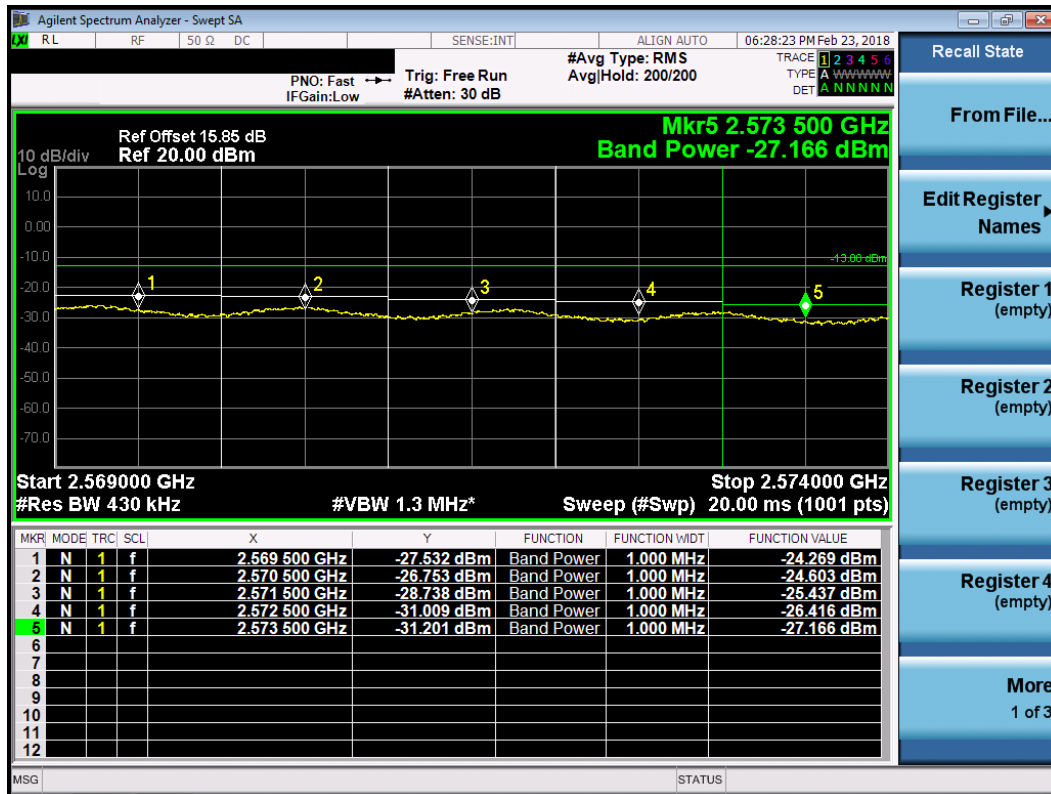 Agilent Spectrum Analyzer - Swept SA
LXI RL RF 50 Ω DC SENSE:INT ALIGN AUTO 06:28:23 PM Feb 23, 2018
PNO: Fast
IFGain:Low
Trig: Free Run
#Atten: 30 dB
#Avg Type: RMS
Avg|Hold: 200/200
TRACE 1 2 3 4 5 6
TYPE A WWWWW
DET A N N N N N
Mkr5 2.573 500 GHz
Band Power -27.166 dBm
Ref Offset 15.85 dB
10 dB/div Ref 20.00 dBm
Log
10.0
0.00
-10.0
-13.00 dBm
-20.0
-30.0
-40.0
-50.0
-60.0
-70.0
1 2 3 4 5
Start 2.569000 GHz Stop 2.574000 GHz
#Res BW 430 kHz #VBW 1.3 MHz* Sweep (#Swp) 20.00 ms (1001 pts)
MKR MODE TRC SCL X Y FUNCTION FUNCTION WIDT FUNCTION VALUE
1 N 1 f 2.569 500 GHz -27.532 dBm Band Power 1.000 MHz -24.269 dBm
2 N 1 f 2.570 500 GHz -26.753 dBm Band Power 1.000 MHz -24.603 dBm
3 N 1 f 2.571 500 GHz -28.738 dBm Band Power 1.000 MHz -25.437 dBm
4 N 1 f 2.572 500 GHz -31.009 dBm Band Power 1.000 MHz -26.416 dBm
5 N 1 f 2.573 500 GHz -31.201 dBm Band Power 1.000 MHz -27.166 dBm
6
7
8
9
10
11
12
MSG STATUS
Recall State
From File...
Edit Register
Names
Register 1
(empty)
Register 2
(empty)
Register 3
(empty)
Register 4
(empty)
More
1 of 3